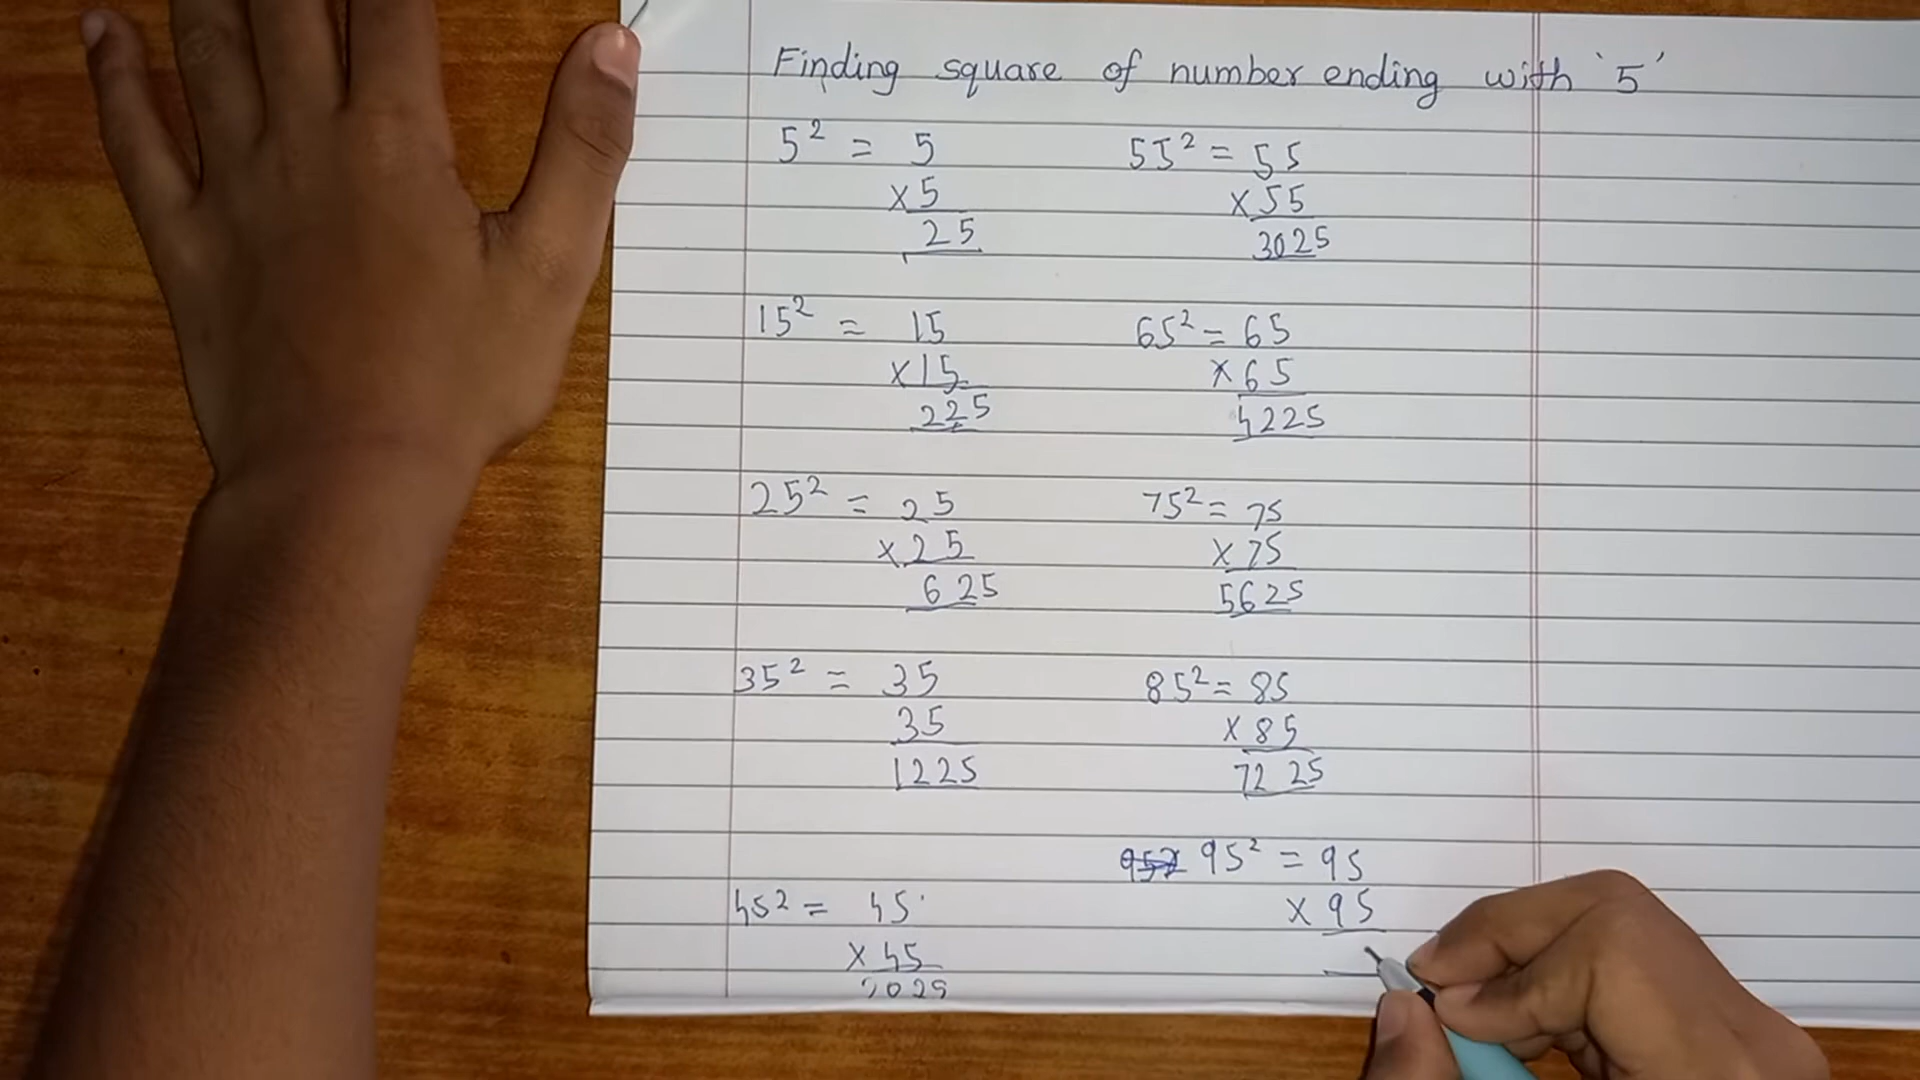 Finding square of number ending with '5'
5² = 5
x 5
25
15² = 15
x 15
225
25² = 25
x 25
625
35² = 35
35
1225
45² = 45
x 45
2025
55² = 55
x 55
3025
65² = 65
x 65
4225
75² = 75
x 75
5625
85² = 85
x 85
7225
95² = 95
x 95